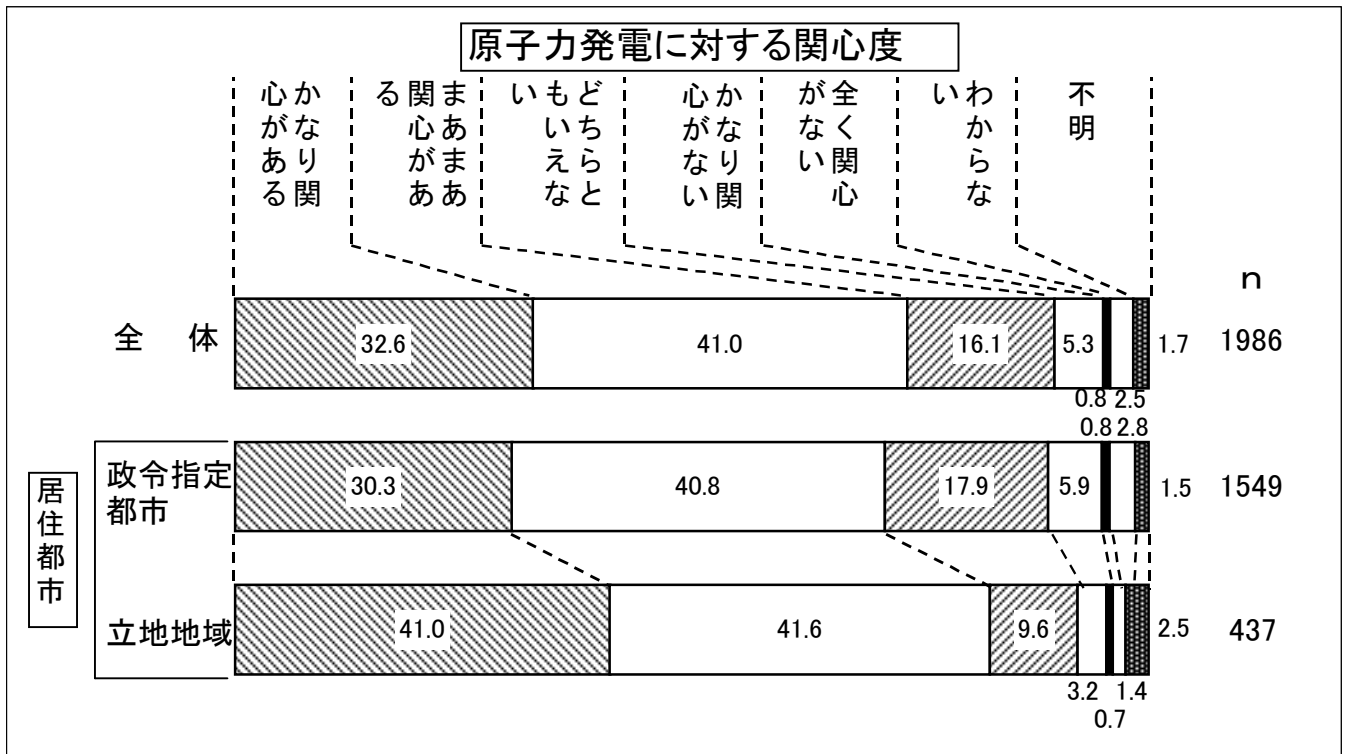 原子力発電に対する関心度
かなり関
心がある
まあまあ
関心があ
る
どちらと
もいえな
い
かなり関
心がない
全く関心
がない
わからな
い
不明
n
全　体
32.6
41.0
16.1
5.3
0.8
2.5
1.7
1986
居住都市
政令指定
都市
30.3
40.8
17.9
5.9
0.8
2.8
1.5
1549
立地地域
41.0
41.6
9.6
3.2
0.7
1.4
2.5
437